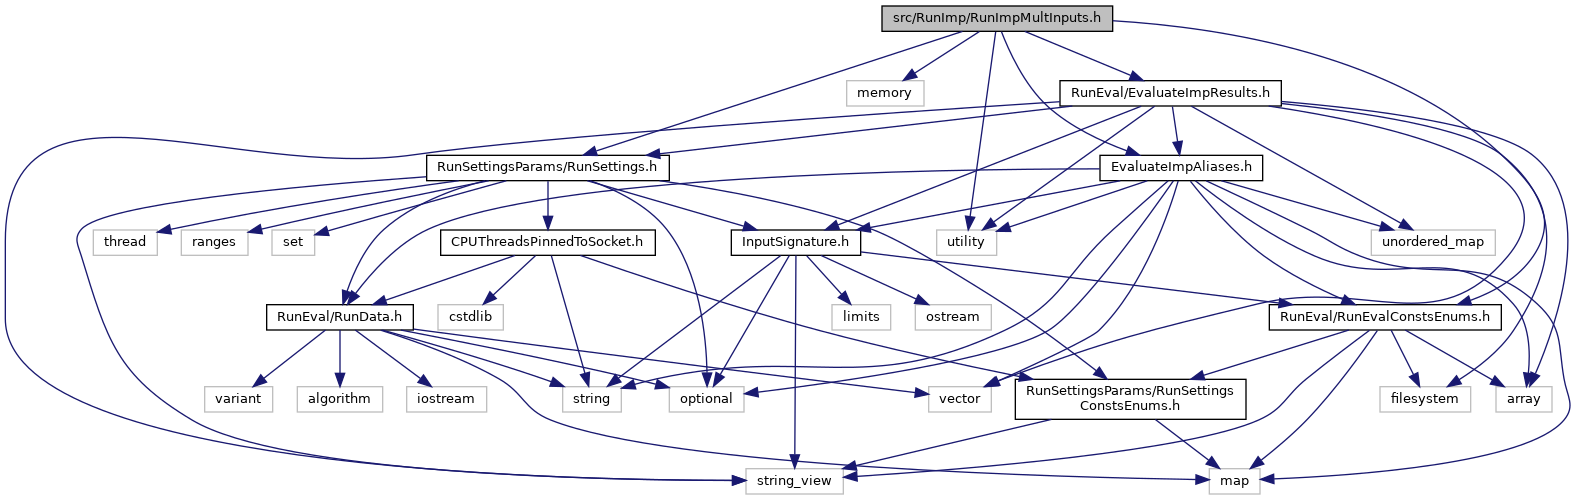 src/RunImp/RunImpMultInputs.h
memory
RunEval/EvaluateImpResults.h
RunSettingsParams/RunSettings.h
EvaluateImpAliases.h
thread
ranges
set
CPUThreadsPinnedToSocket.h
InputSignature.h
utility
unordered_map
RunEval/RunData.h
cstdlib
limits
ostream
RunEval/RunEvalConstsEnums.h
variant
algorithm
iostream
string
optional
vector
RunSettingsParams/RunSettings
ConstsEnums.h
filesystem
array
string_view
map